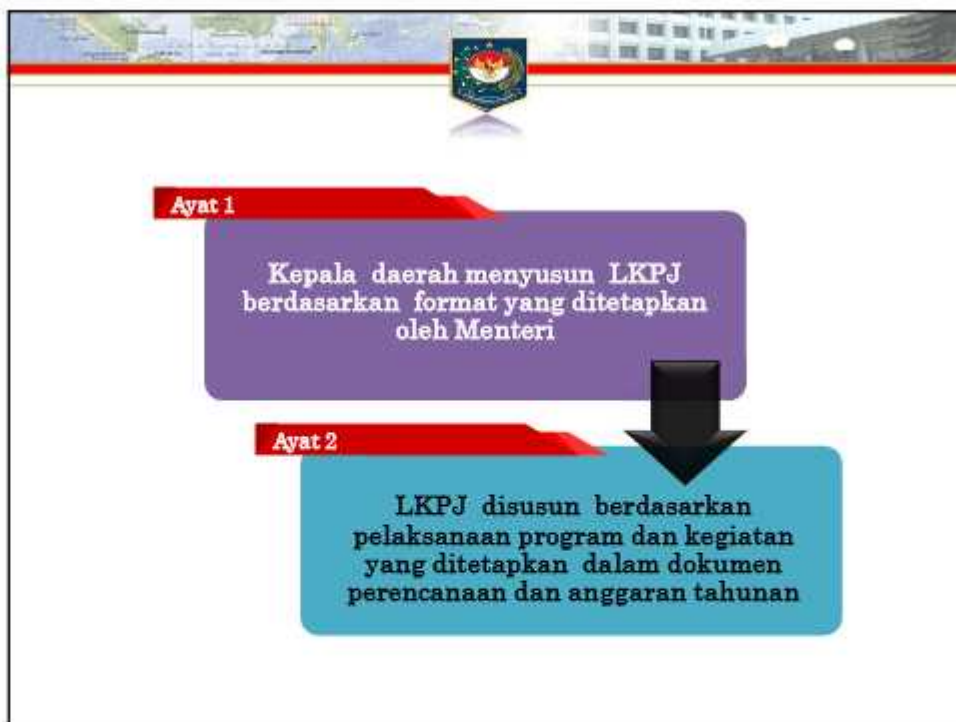 Ayat 1
Kepala daerah menyusun LKPJ
berdasarkan format yang ditetapkan
oleh Menteri
Ayat 2
LKPJ disusun berdasarkan
pelaksanaan program dan kegiatan
yang ditetapkan dalam dokumen
perencanaan dan anggaran tahunan